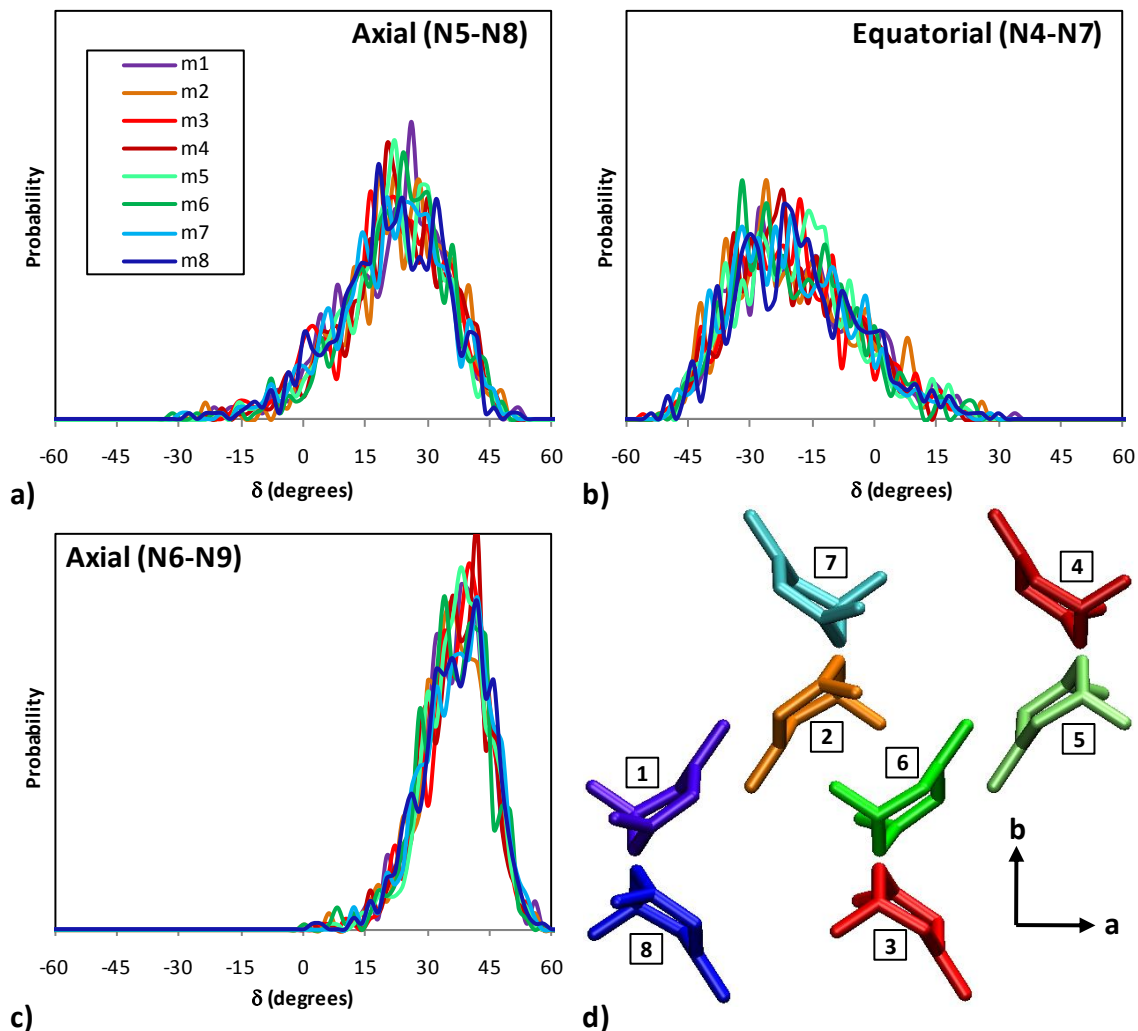 Axial (N5-N8)
m1
m2
m3
m4
m5
m6
m7
m8
Probability
-60 -45 -30 -15 0 15 30 45 60
δ (degrees)
a)
Equatorial (N4-N7)
Probability
-60 -45 -30 -15 0 15 30 45 60
δ (degrees)
b)
Axial (N6-N9)
Probability
-60 -45 -30 -15 0 15 30 45 60
δ (degrees)
c)
7
4
2
5
1
6
8
3
b
a
d)